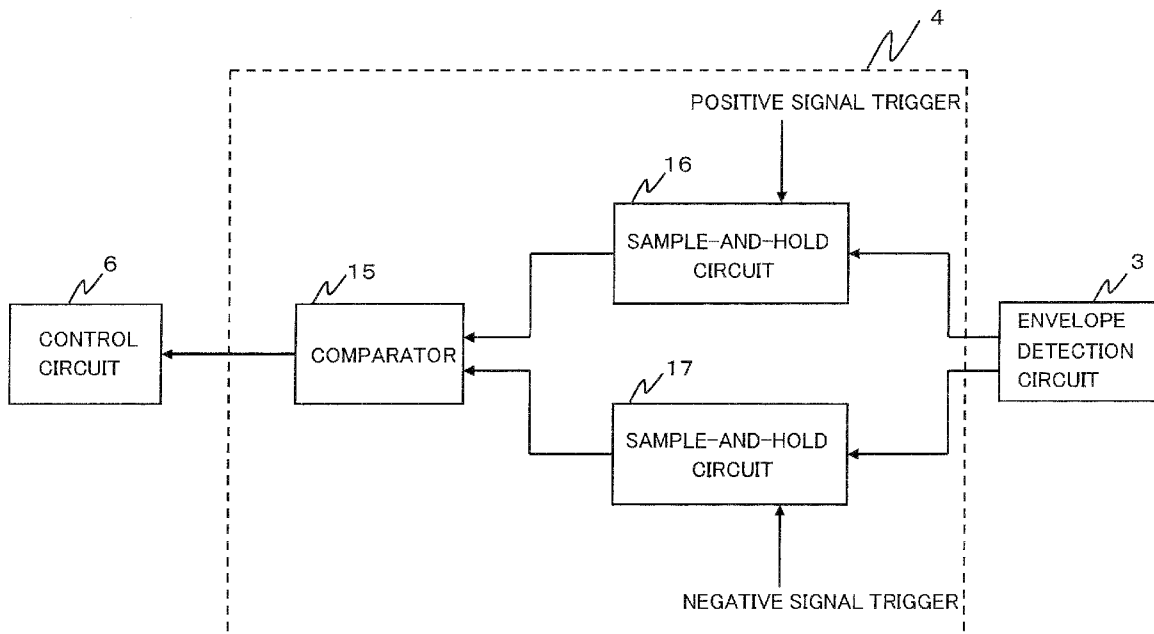 4
POSITIVE SIGNAL TRIGGER
16
SAMPLE-AND-HOLD
CIRCUIT
6
CONTROL
CIRCUIT
15
COMPARATOR
3
ENVELOPE
DETECTION
CIRCUIT
17
SAMPLE-AND-HOLD
CIRCUIT
NEGATIVE SIGNAL TRIGGER